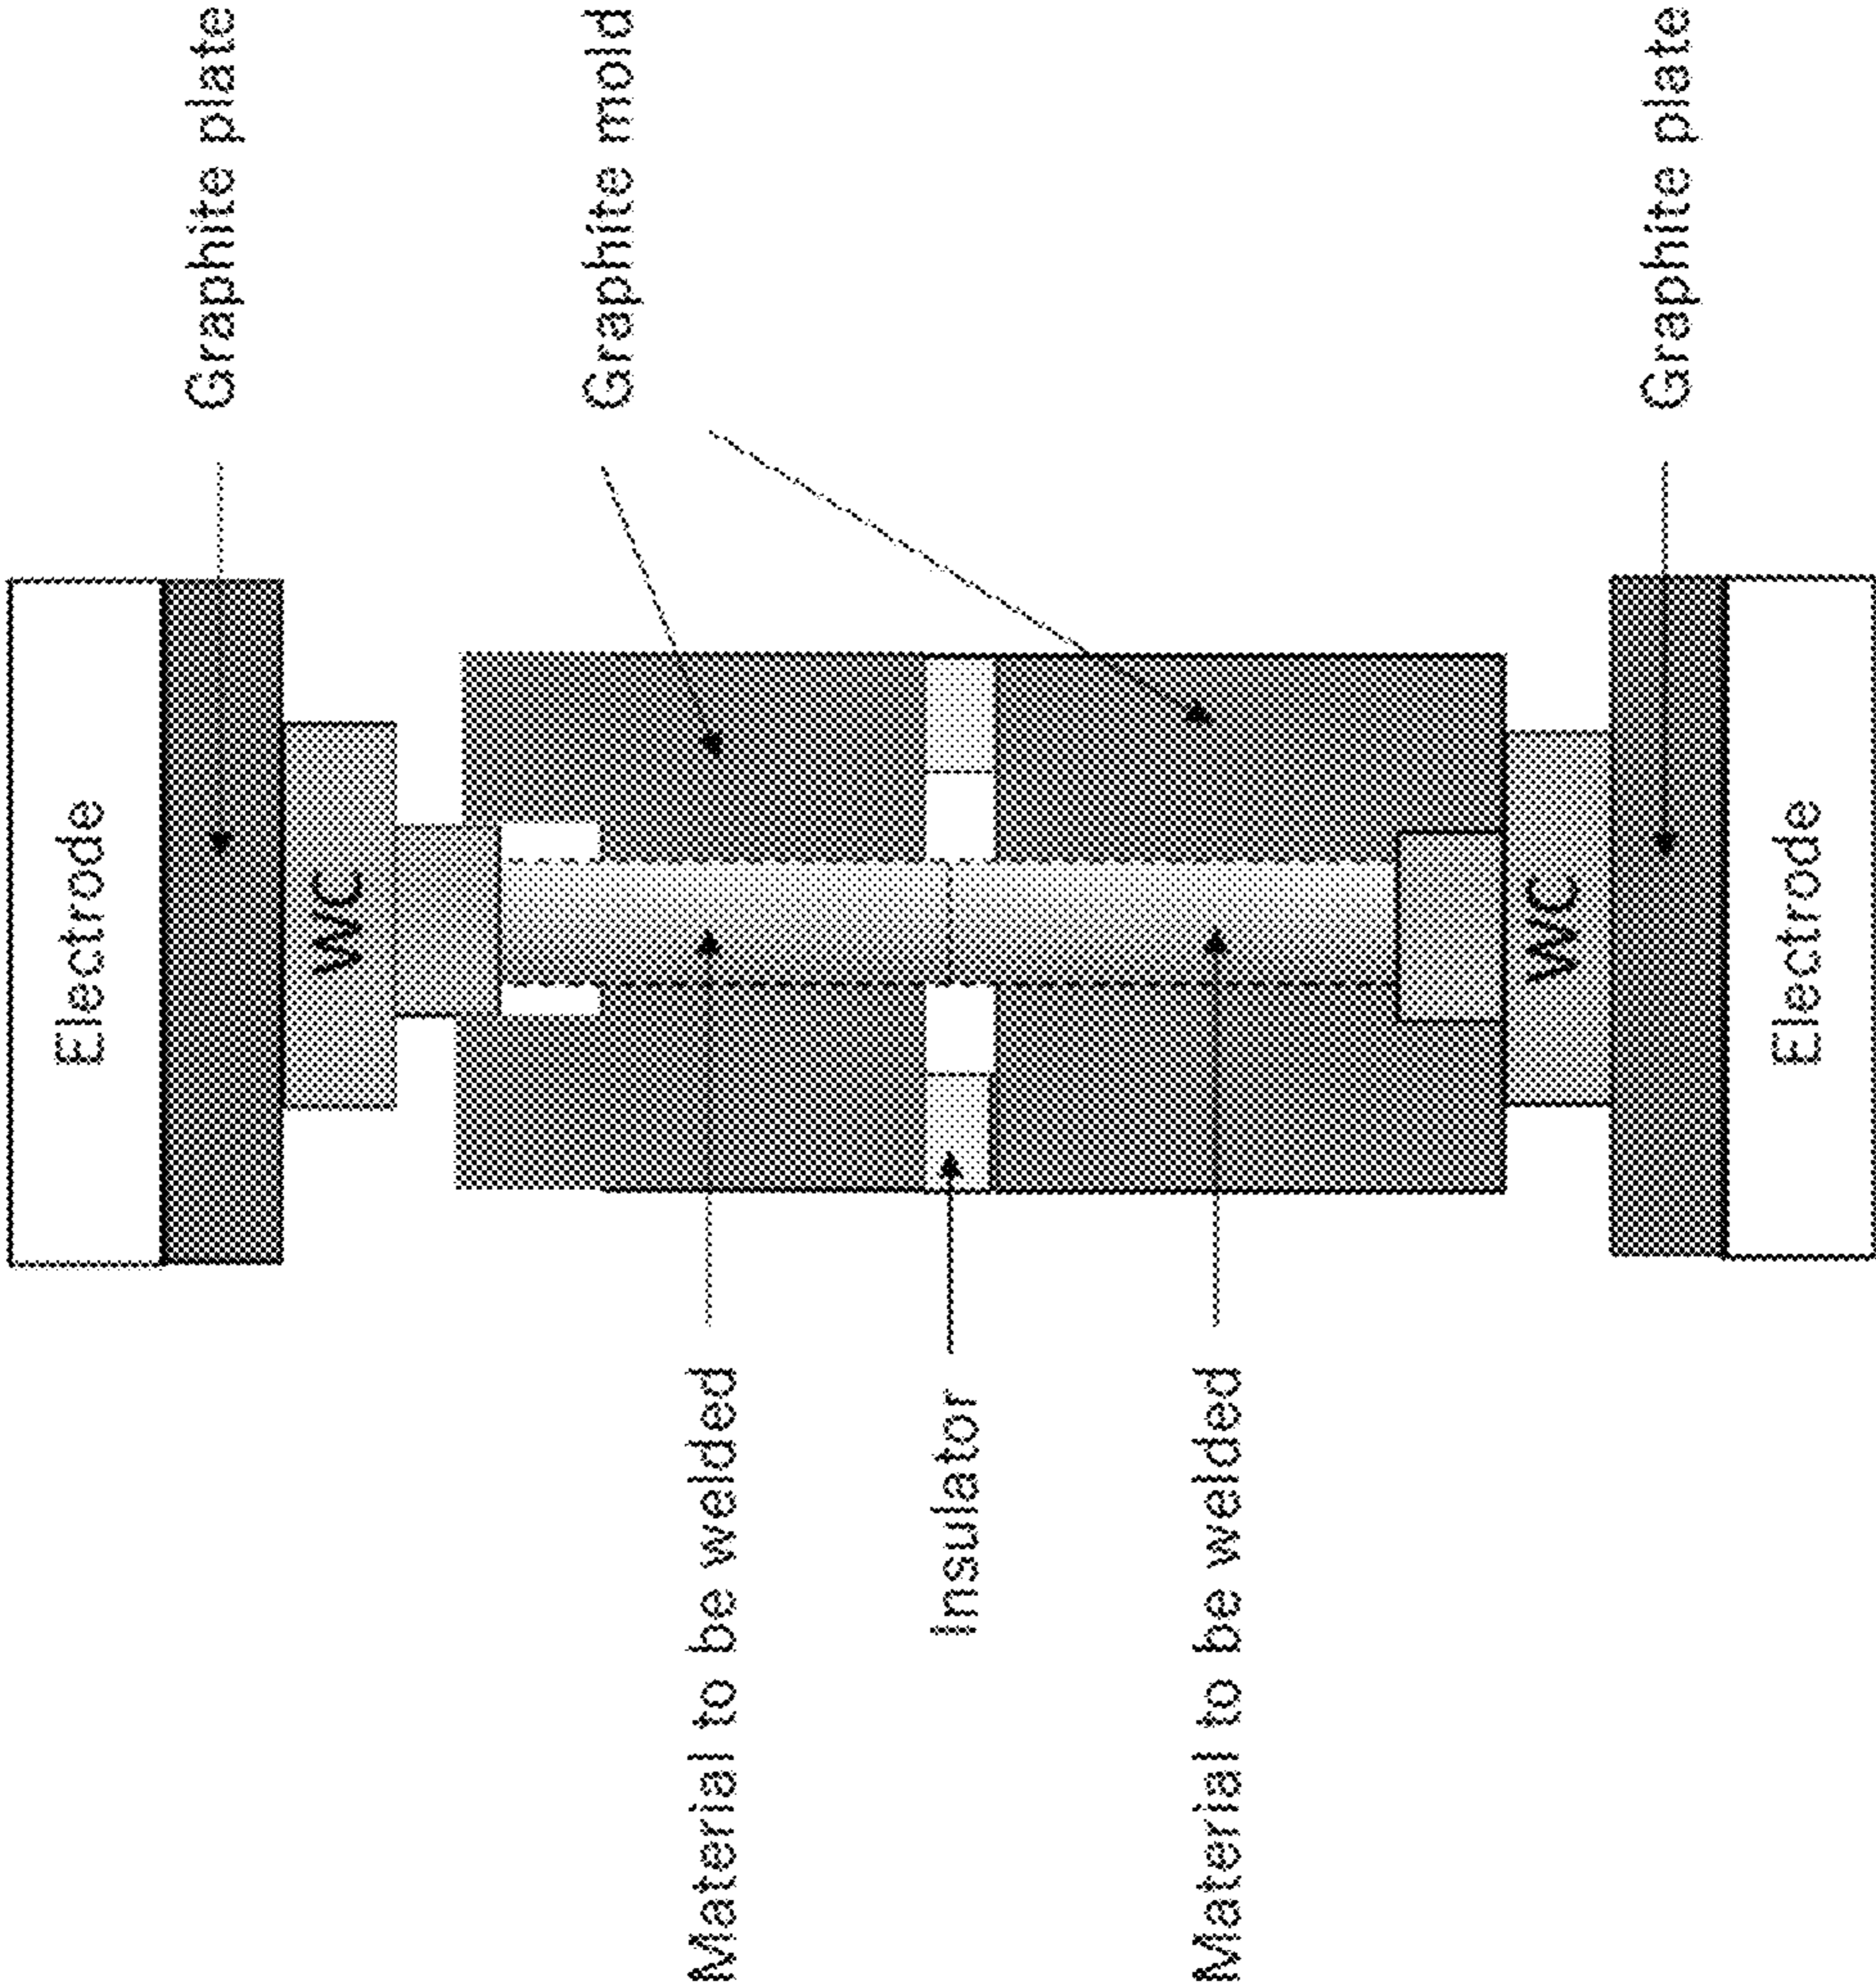 Electrode
Graphite plate
WC
Graphite mold
Material to be welded
Insulator
Material to be welded
WC
Graphite plate
Electrode